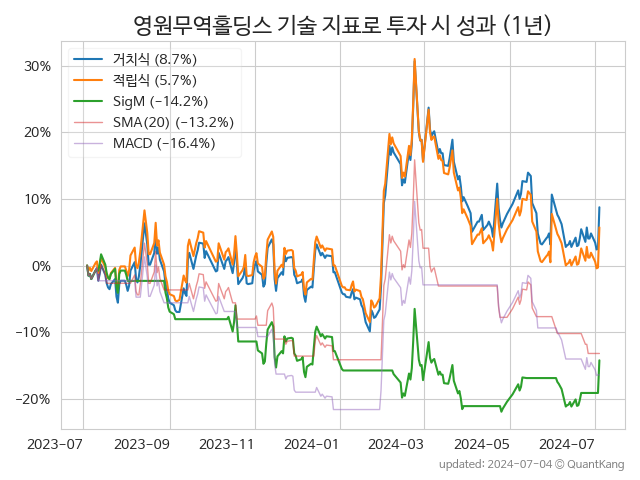 영원무역홀딩스 기술 지표로 투자 시 성과 (1년)
거치식 (8.7%)
적립식 (5.7%)
SigM (−14.2%)
SMA(20) (−13.2%)
MACD (−16.4%)
30%
20%
10%
0%
−10%
−20%
2023-07 2023-09 2023-11 2024-01 2024-03 2024-05 2024-07
updated: 2024-07-04 © QuantKang